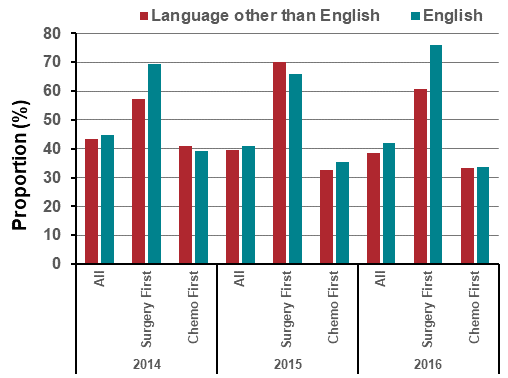 Language other than English English
Proportion (%)
80
70
60
50
40
30
20
10
0
All Surgery First Chemo First All Surgery First Chemo First All Surgery First Chemo First
2014 2015 2016